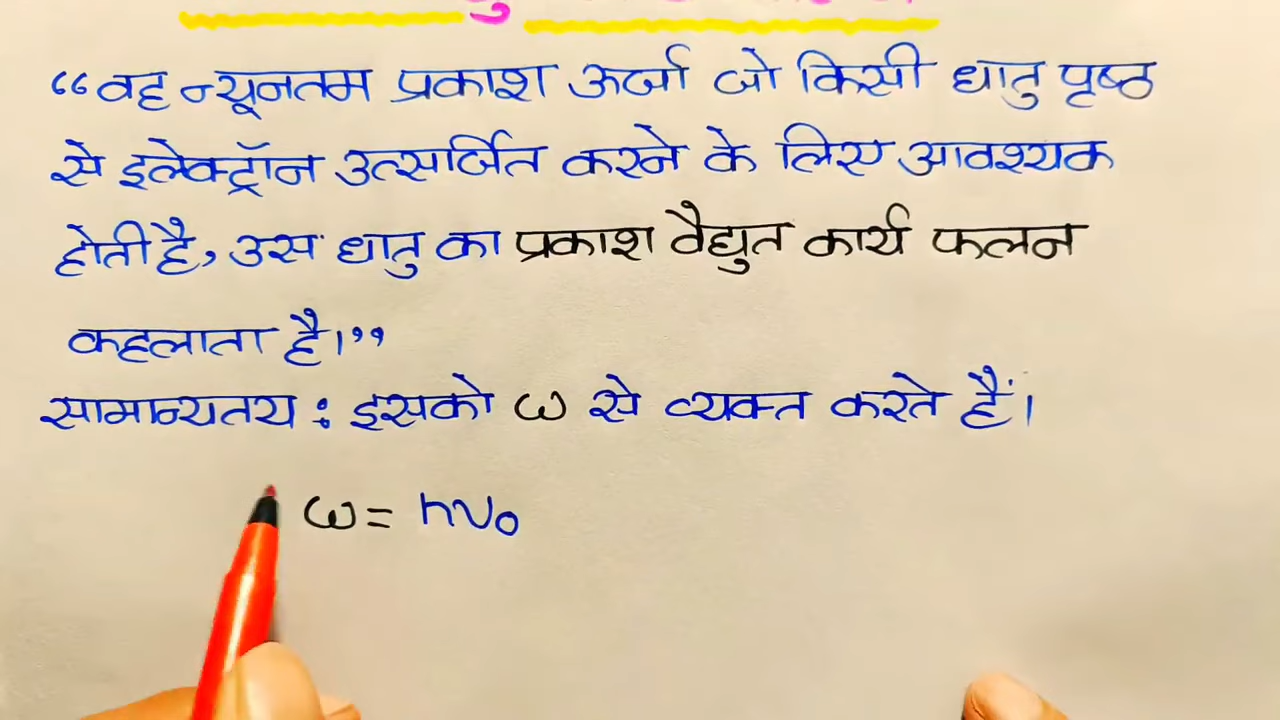 “वह न्यूनतम प्रकाश ऊर्जा जो किसी धातु पृष्ठ
से इलेक्ट्रॉन उत्सर्जित करने के लिए आवश्यक
होती है, उस धातु का प्रकाश वैद्युत कार्य फलन
कहलाता है।”
सामान्यतय : इसको ω से व्यक्त करते हैं।
ω = hν₀